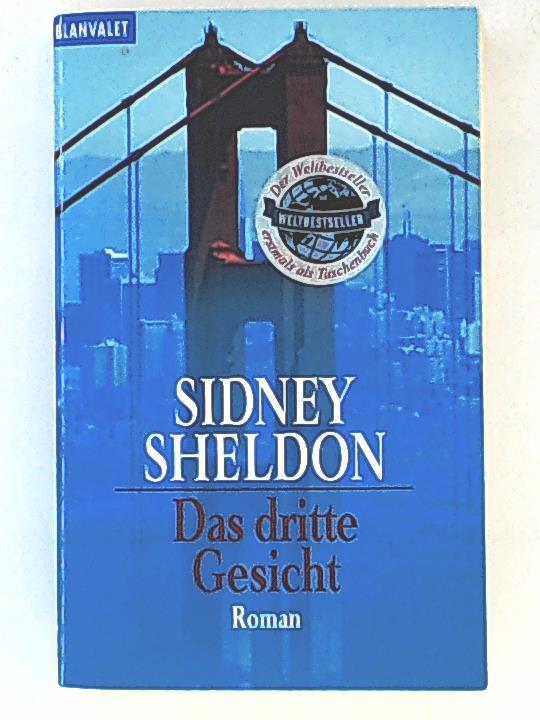 BLANVALET
Der Weltbestseller
WELTBESTSELLER
erstmals als Taschenbuch
SIDNEY
SHELDON
Das dritte
Gesicht
Roman